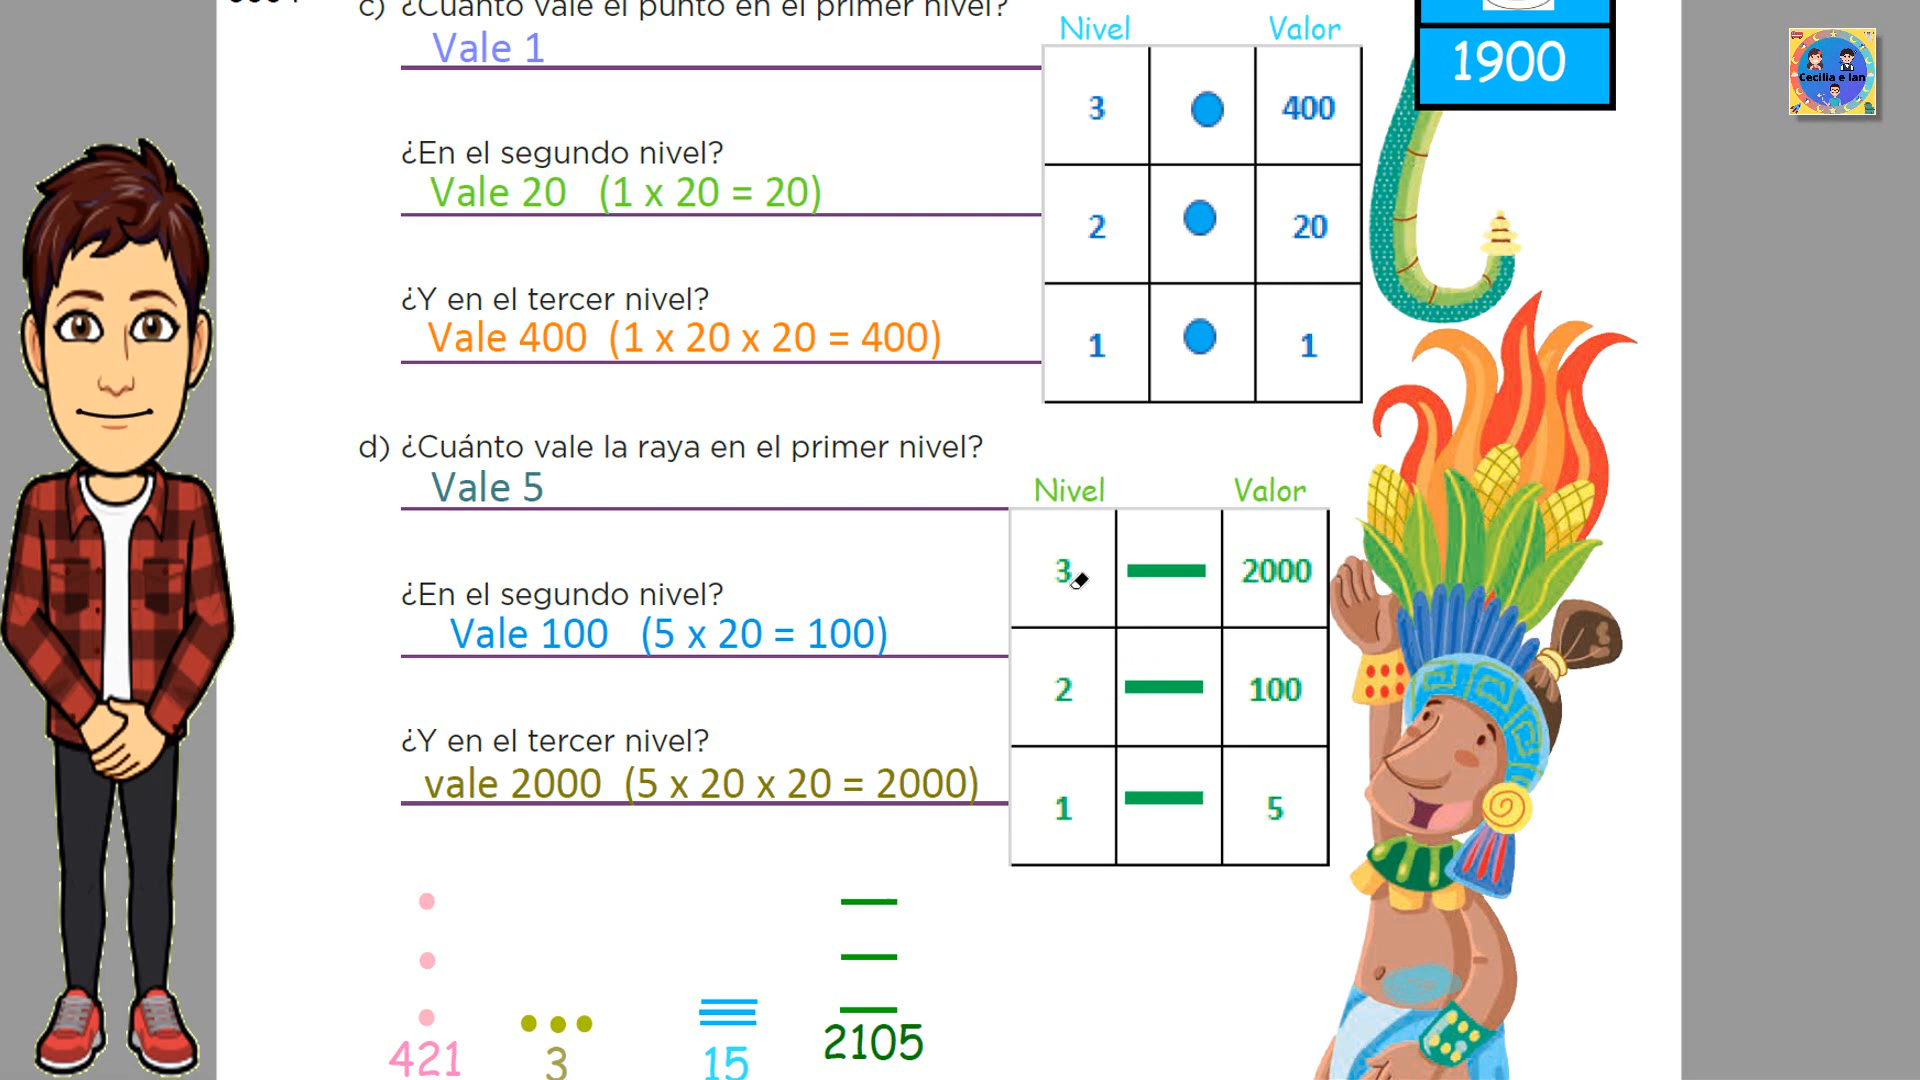 c) ¿Cuánto vale el punto en el primer nivel?
Vale 1
¿En el segundo nivel?
Vale 20 (1 x 20 = 20)
¿Y en el tercer nivel?
Vale 400 (1 x 20 x 20 = 400)
Nivel Valor
3 400
2 20
1 1
1900
Cecilia e Ian
d) ¿Cuánto vale la raya en el primer nivel?
Vale 5
¿En el segundo nivel?
Vale 100 (5 x 20 = 100)
¿Y en el tercer nivel?
vale 2000 (5 x 20 x 20 = 2000)
Nivel Valor
3 2000
2 100
1 5
421 3 15 2105